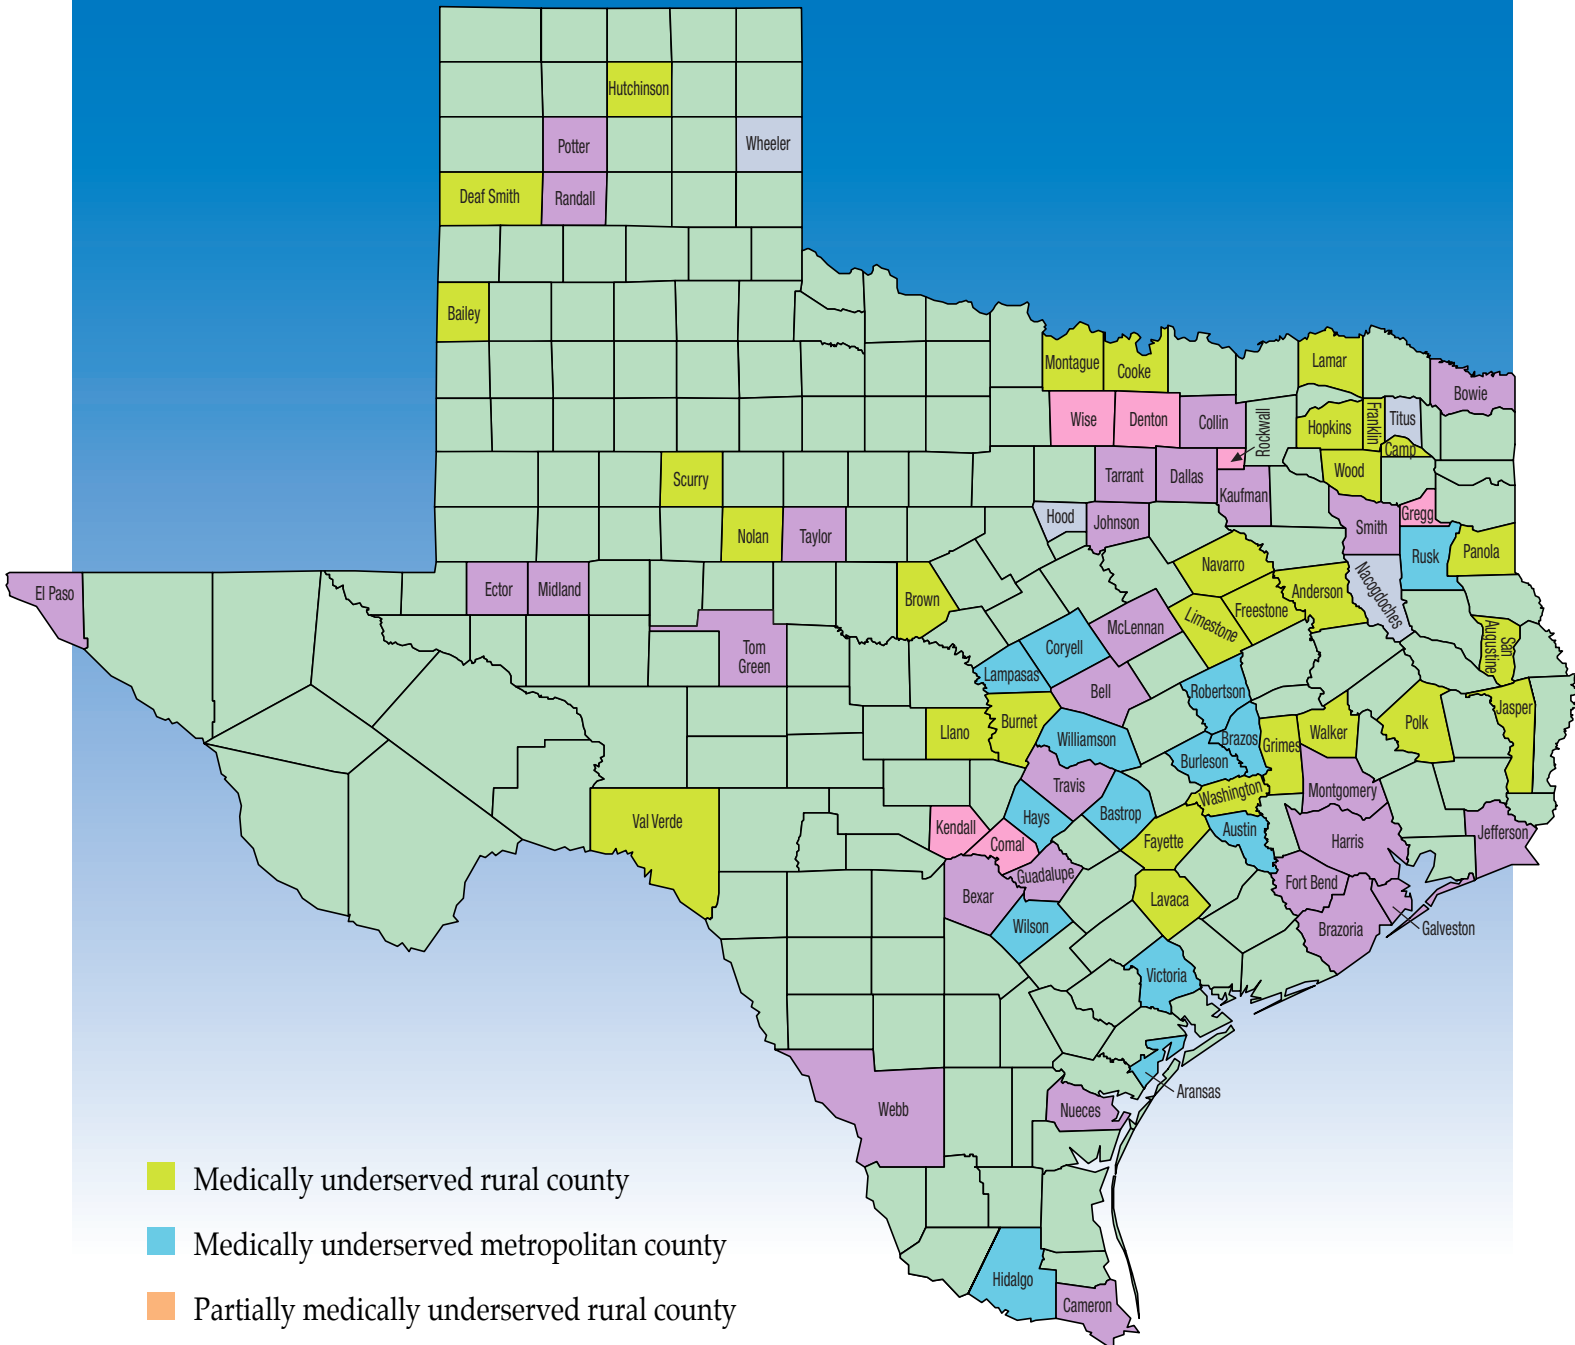 Hutchinson
Potter
Wheeler
Deaf Smith
Randall
Bailey
Montague
Cooke
Lamar
Bowie
Wise
Denton
Collin
Rockwall
Hopkins
Franklin
Titus
Camp
Scurry
Tarrant
Dallas
Kaufman
Wood
Gregg
Nolan
Taylor
Hood
Johnson
Smith
Rusk
Panola
El Paso
Ector
Midland
Brown
Navarro
Anderson
Nacogdoches
Limestone
Freestone
McLennan
San
Augustine
Tom
Green
Coryell
Lampasas
Bell
Robertson
Jasper
Llano
Burnet
Williamson
Brazos
Grimes
Walker
Polk
Burleson
Travis
Washington
Montgomery
Val Verde
Kendall
Hays
Bastrop
Austin
Jefferson
Comal
Fayette
Harris
Guadalupe
Bexar
Fort Bend
Lavaca
Wilson
Brazoria
Galveston
Victoria
Aransas
Webb
Nueces
Hidalgo
Cameron
Medically underserved rural county
Medically underserved metropolitan county
Partially medically underserved rural county